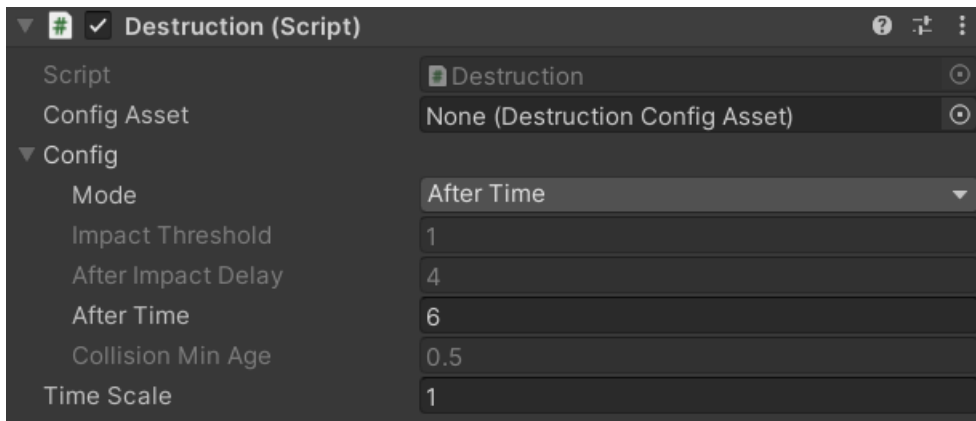 # Destruction (Script)
Script # Destruction
Config Asset None (Destruction Config Asset)
Config
Mode After Time
Impact Threshold 1
After Impact Delay 4
After Time 6
Collision Min Age 0.5
Time Scale 1